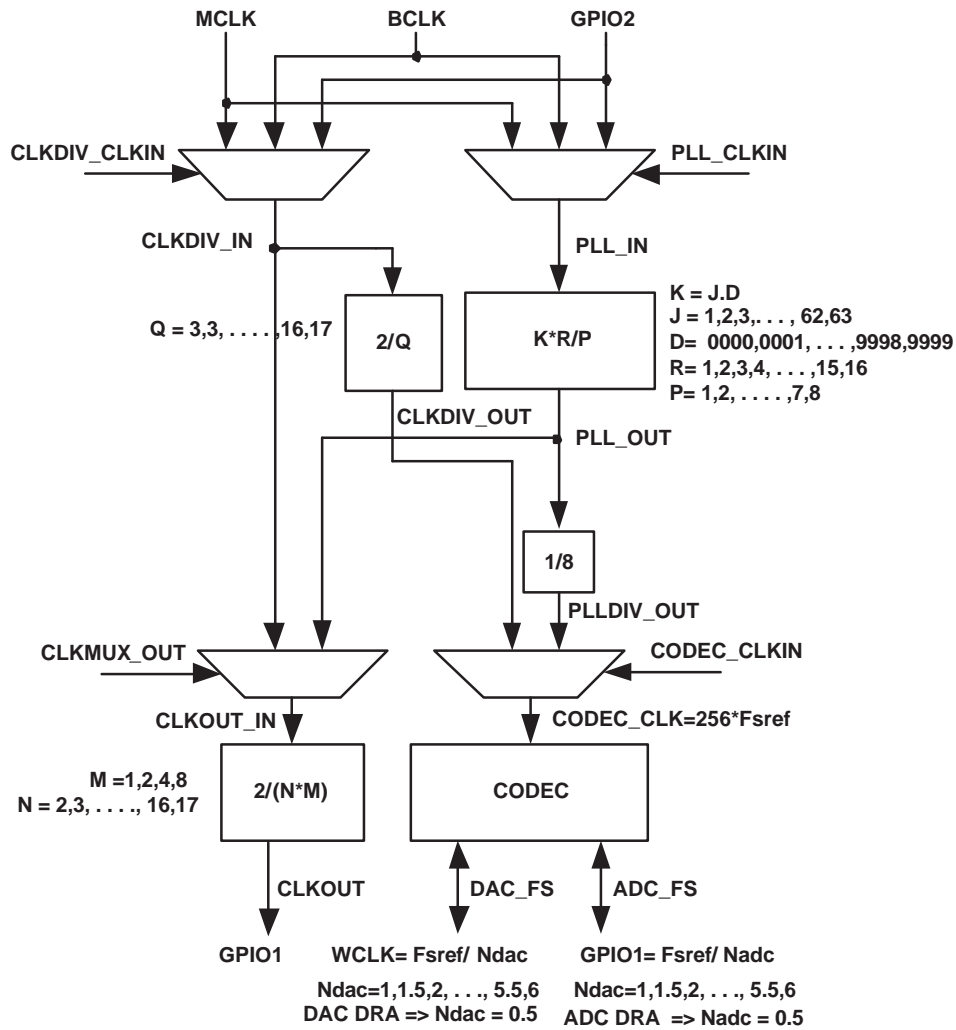 MCLK BCLK GPIO2
CLKDIV_CLKIN PLL_CLKIN
CLKDIV_IN PLL_IN
K = J.D
J = 1,2,3,. . . , 62,63
D= 0000,0001, . . . ,9998,9999
R= 1,2,3,4, . . . ,15,16
P= 1,2, . . . . ,7,8
Q = 3,3, . . . . ,16,17
2/Q K*R/P
CLKDIV_OUT PLL_OUT
1/8
PLLDIV_OUT
CLKMUX_OUT CODEC_CLKIN
CLKOUT_IN CODEC_CLK=256*Fsref
M =1,2,4,8
N = 2,3, . . . ., 16,17
2/(N*M) CODEC
CLKOUT DAC_FS ADC_FS
GPIO1 WCLK= Fsref/ Ndac GPIO1= Fsref/ Nadc
Ndac=1,1.5,2, . . ., 5.5,6 Ndac=1,1.5,2, . . ., 5.5,6
DAC DRA => Ndac = 0.5 ADC DRA => Nadc = 0.5